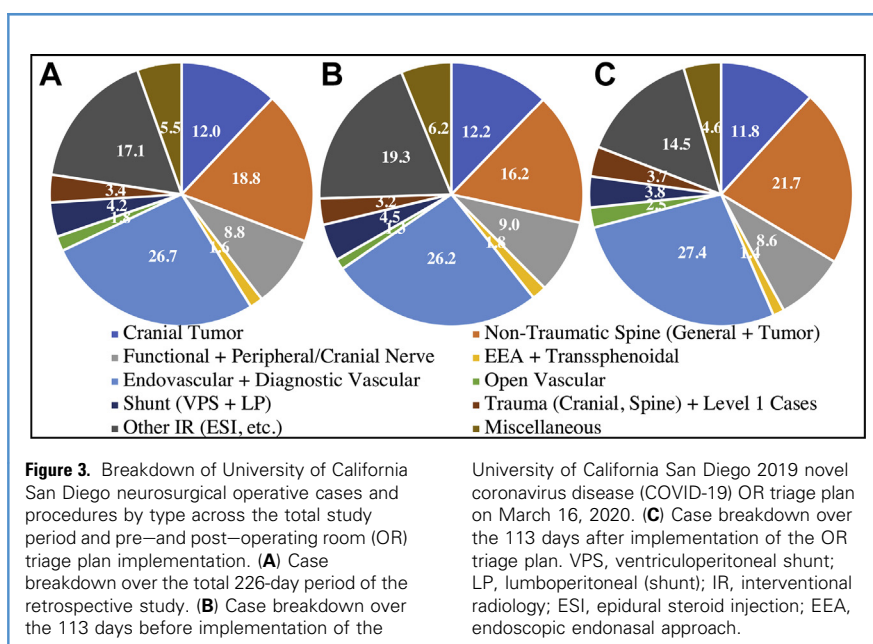 A
B
C
12.0
18.8
8.8
1.6
26.7
1.8
4.2
3.4
17.1
5.5
12.2
16.2
9.0
1.8
26.2
1.3
4.5
3.2
19.3
6.2
11.8
21.7
8.6
1.4
27.4
2.5
3.8
3.7
14.5
4.6
Cranial Tumor
Non-Traumatic Spine (General + Tumor)
Functional + Peripheral/Cranial Nerve
EEA + Transsphenoidal
Endovascular + Diagnostic Vascular
Open Vascular
Shunt (VPS + LP)
Trauma (Cranial, Spine) + Level 1 Cases
Other IR (ESI, etc.)
Miscellaneous
Figure 3. Breakdown of University of California
San Diego neurosurgical operative cases and
procedures by type across the total study
period and pre—and post—operating room (OR)
triage plan implementation. (A) Case
breakdown over the total 226-day period of the
retrospective study. (B) Case breakdown over
the 113 days before implementation of the
University of California San Diego 2019 novel
coronavirus disease (COVID-19) OR triage plan
on March 16, 2020. (C) Case breakdown over
the 113 days after implementation of the OR
triage plan. VPS, ventriculoperitoneal shunt;
LP, lumboperitoneal (shunt); IR, interventional
radiology; ESI, epidural steroid injection; EEA,
endoscopic endonasal approach.